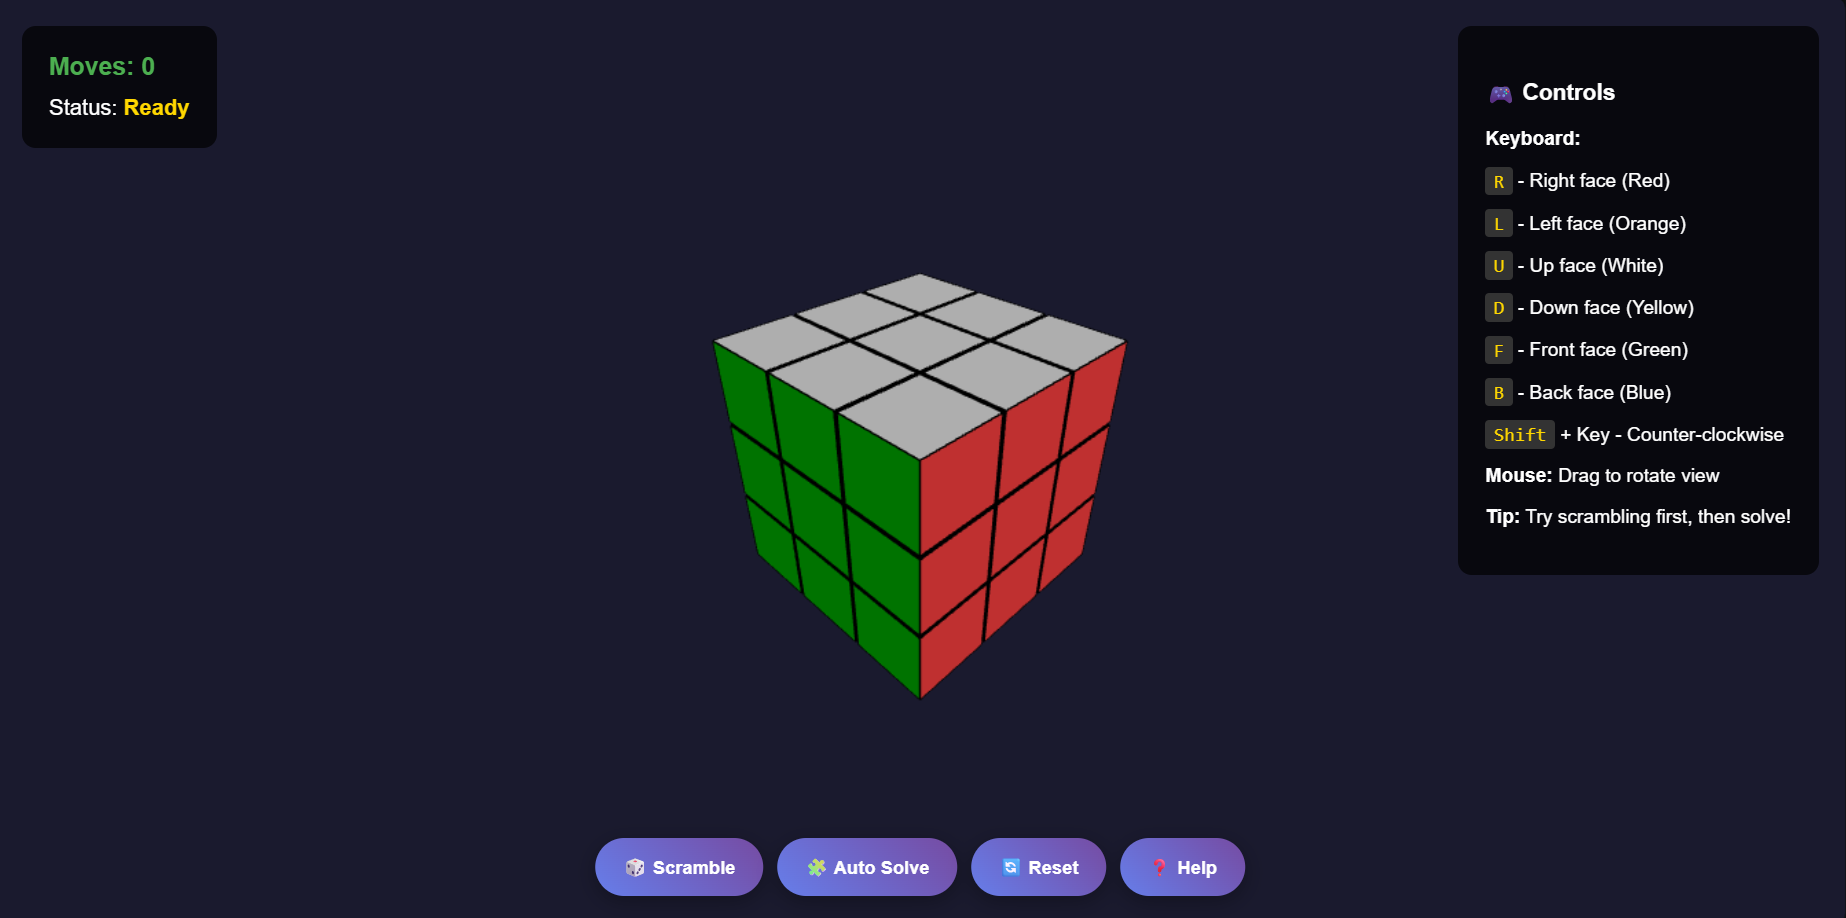 Moves: 0
Status: Ready
🎮 Controls
Keyboard:
R - Right face (Red)
L - Left face (Orange)
U - Up face (White)
D - Down face (Yellow)
F - Front face (Green)
B - Back face (Blue)
Shift + Key - Counter-clockwise
Mouse: Drag to rotate view
Tip: Try scrambling first, then solve!
🎲 Scramble
🧩 Auto Solve
🔄 Reset
❓ Help